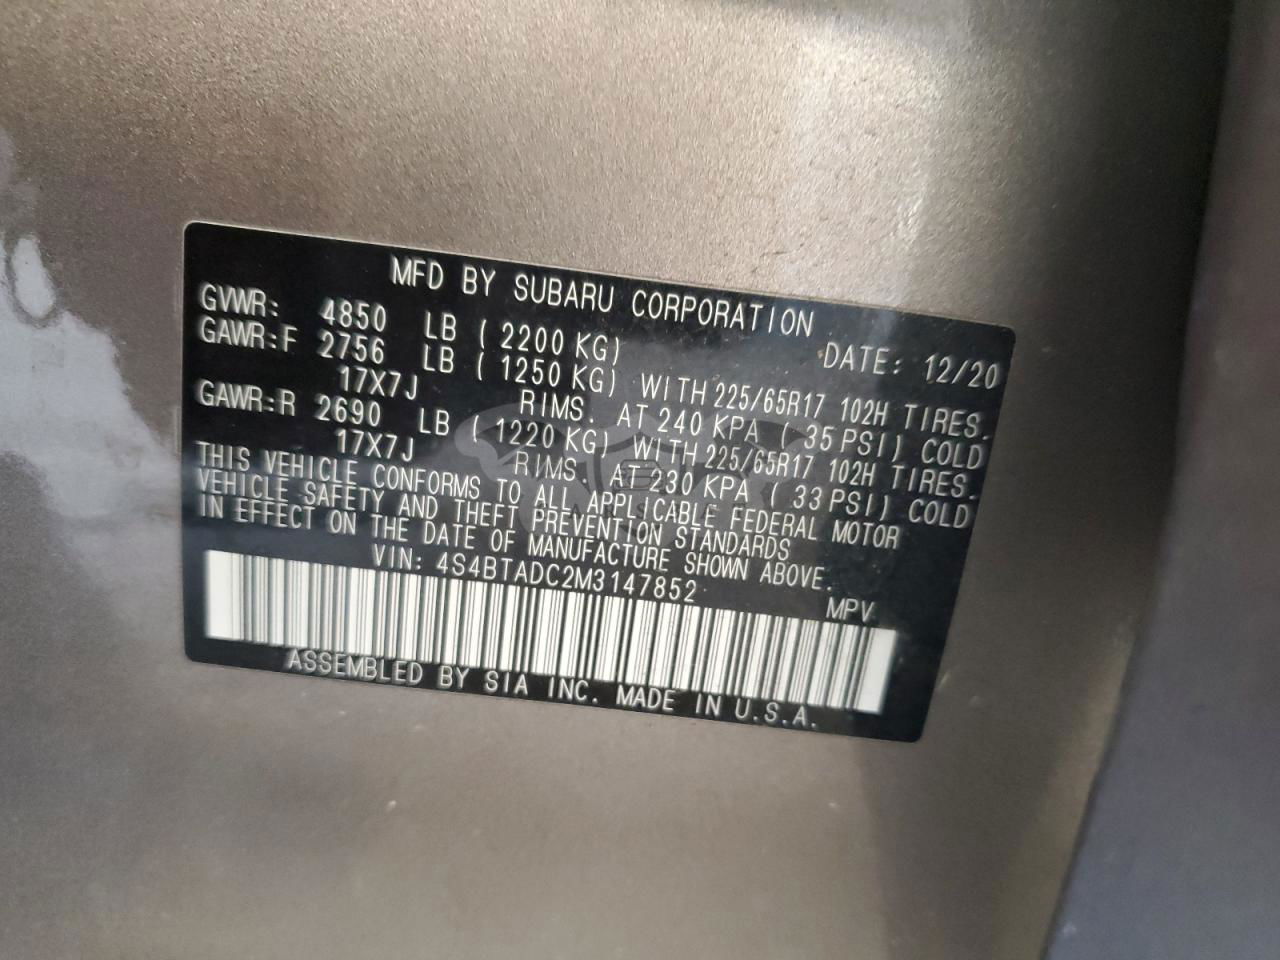 MFD BY SUBARU CORPORATION DATE: 12/20
GVWR: 4850 LB ( 2200 KG)
GAWR:F 2756 LB ( 1250 KG) WITH 225/65R17 102H TIRES.
17X7J RIMS. AT 240 KPA ( 35 PSI) COLD
GAWR:R 2690 LB ( 1220 KG) WITH 225/65R17 102H TIRES.
17X7J RIMS. AT 230 KPA ( 33 PSI) COLD
THIS VEHICLE CONFORMS TO ALL APPLICABLE FEDERAL MOTOR
VEHICLE SAFETY AND THEFT PREVENTION STANDARDS
IN EFFECT ON THE DATE OF MANUFACTURE SHOWN ABOVE.
VIN: 4S4BTADC2M3147852 MPV
ASSEMBLED BY SIA INC. MADE IN U.S.A.